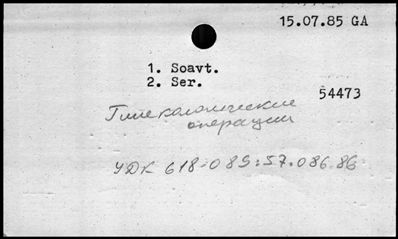 15.07.85 GA
1. Soavt.
2. Ser.
54473
Гинекологические
операции
УДК 618-089:57.086.86